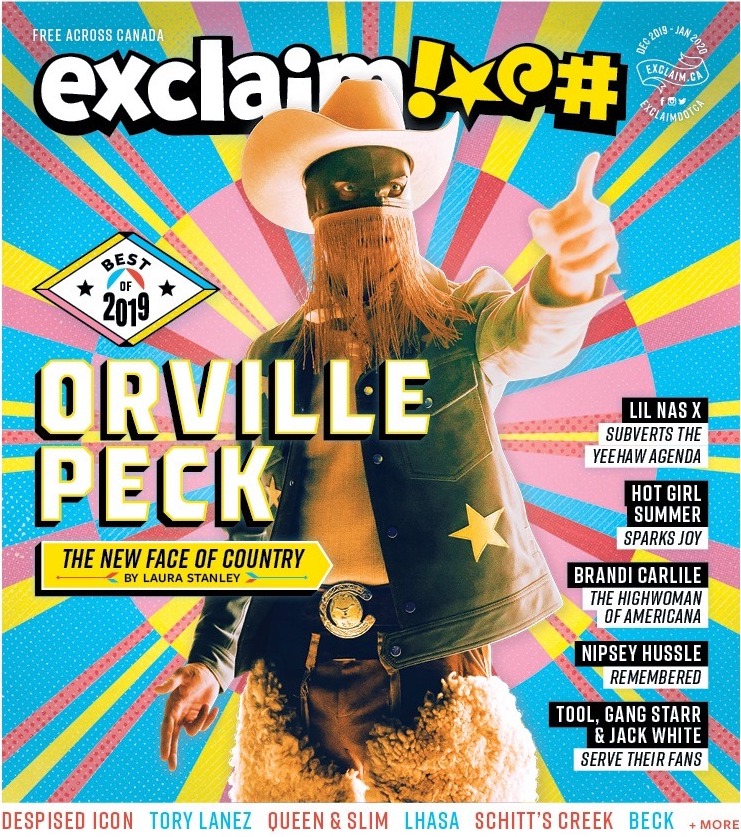 FREE ACROSS CANADA
exclaim!*@#
DEC 2019 - JAN 2020
EXCLAIM.CA
EXCLAIMDOTCA
BEST
OF
2019
ORVILLE
PECK
THE NEW FACE OF COUNTRY
BY LAURA STANLEY
LIL NAS X
SUBVERTS THE
YEEHAW AGENDA
HOT GIRL
SUMMER
SPARKS JOY
BRANDI CARLILE
THE HIGHWOMAN
OF AMERICANA
NIPSEY HUSSLE
REMEMBERED
TOOL, GANG STARR
& JACK WHITE
SERVE THEIR FANS
DESPISED ICON TORY LANEZ QUEEN & SLIM LHASA SCHITT'S CREEK BECK + MORE